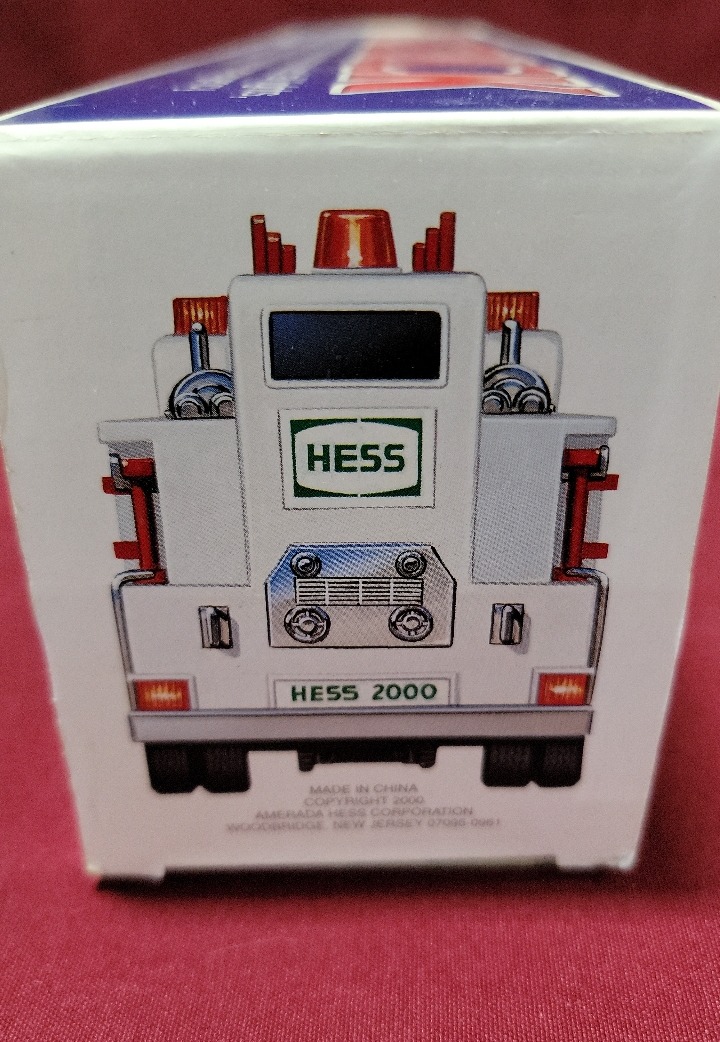 HESS
HESS 2000
MADE IN CHINA
COPYRIGHT 2000
AMERADA HESS CORPORATION
WOODBRIDGE, NEW JERSEY 07095-0961